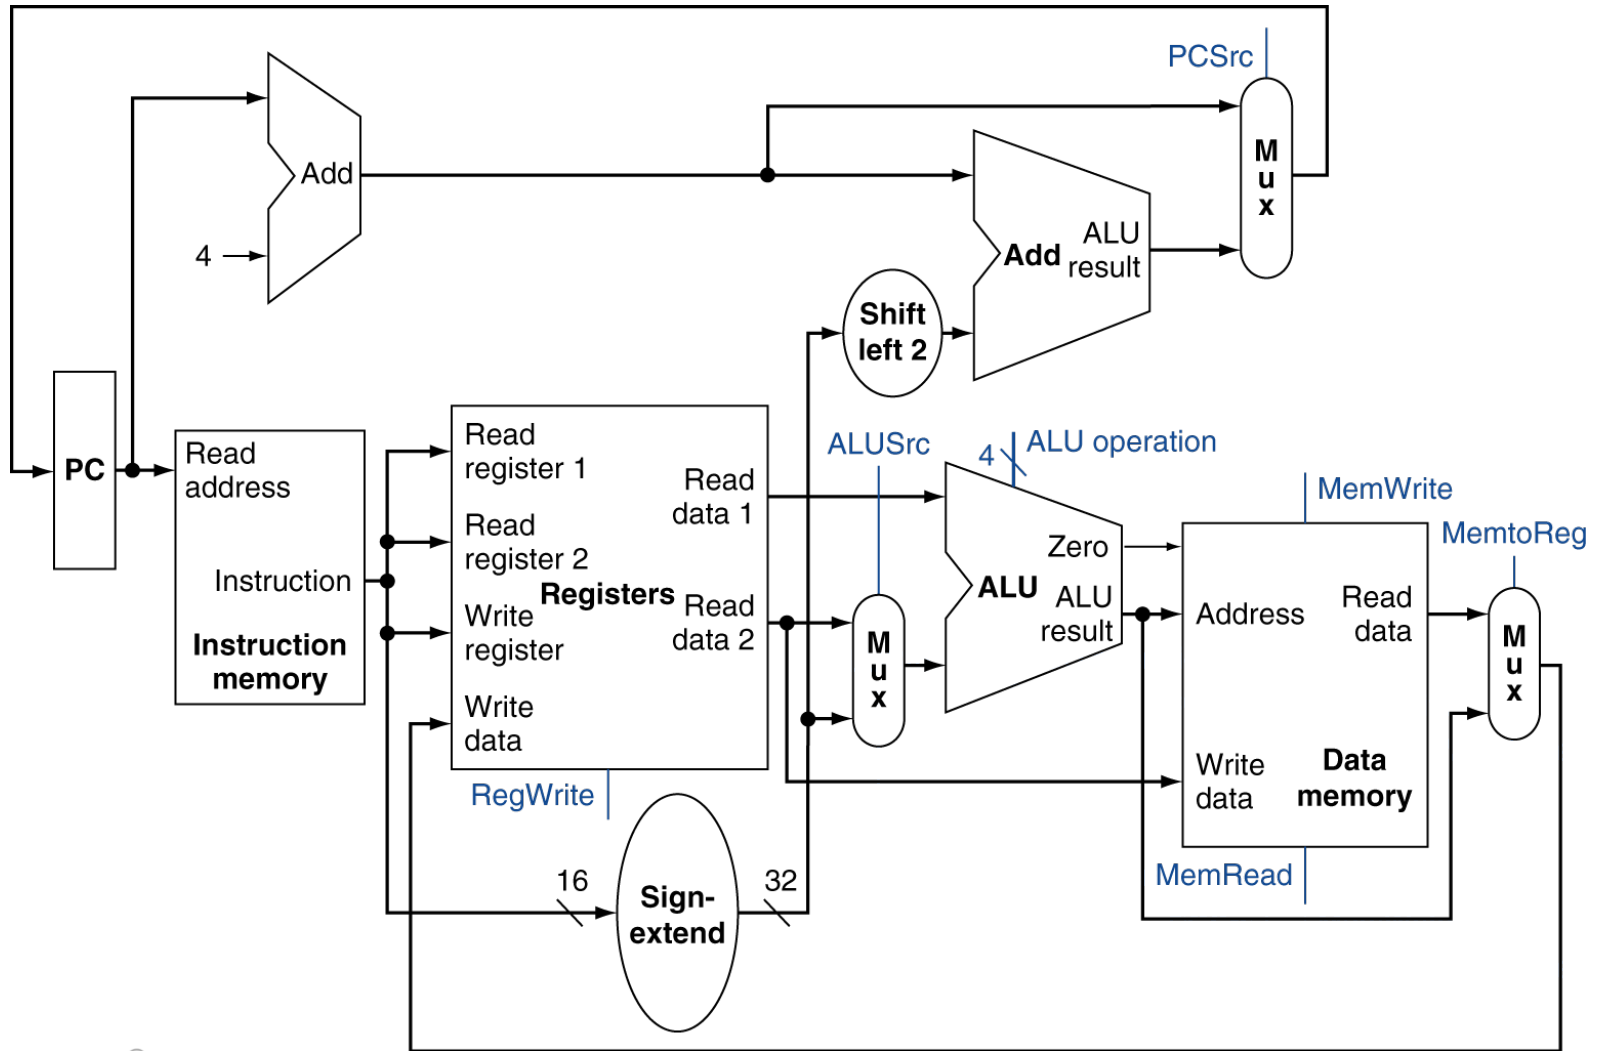 PCSrc
M
u
x
Add
4
Add
ALU
result
Shift
left 2
PC
Read
address
Instruction
Instruction
memory
Read
register 1
Read
register 2
Write
register
Write
data
Registers
Read
data 1
Read
data 2
RegWrite
16
Sign-
extend
32
ALUSrc
M
u
x
4
ALU operation
Zero
ALU
ALU
result
MemWrite
Address
Read
data
Write
data
Data
memory
MemRead
MemtoReg
M
u
x